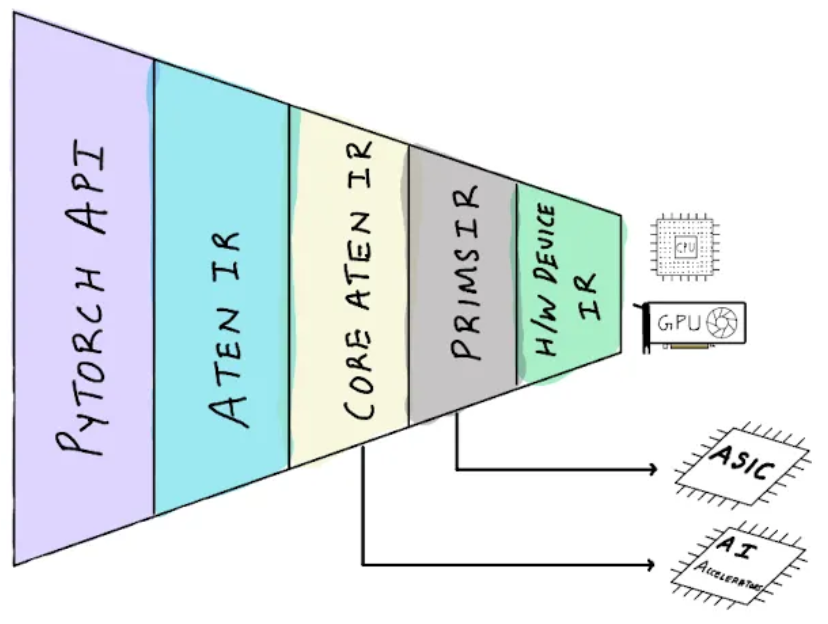 PYTORCH API
ATEN IR
CORE ATEN IR
PRIMS IR
H/W DEVICE
IR
CPU
GPU
ASIC
AI
ACCELERATORS